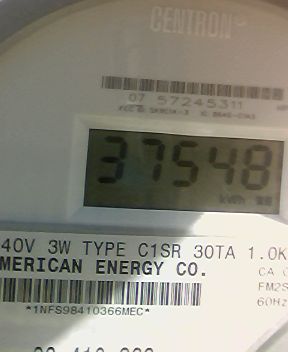 CENTRON
07 57245311
37548
kWh
40V 3W TYPE C1SR 30TA 1.0K
MERICAN ENERGY CO.
CA 0
FM2S
60Hz
*1NFS98410366MEC*